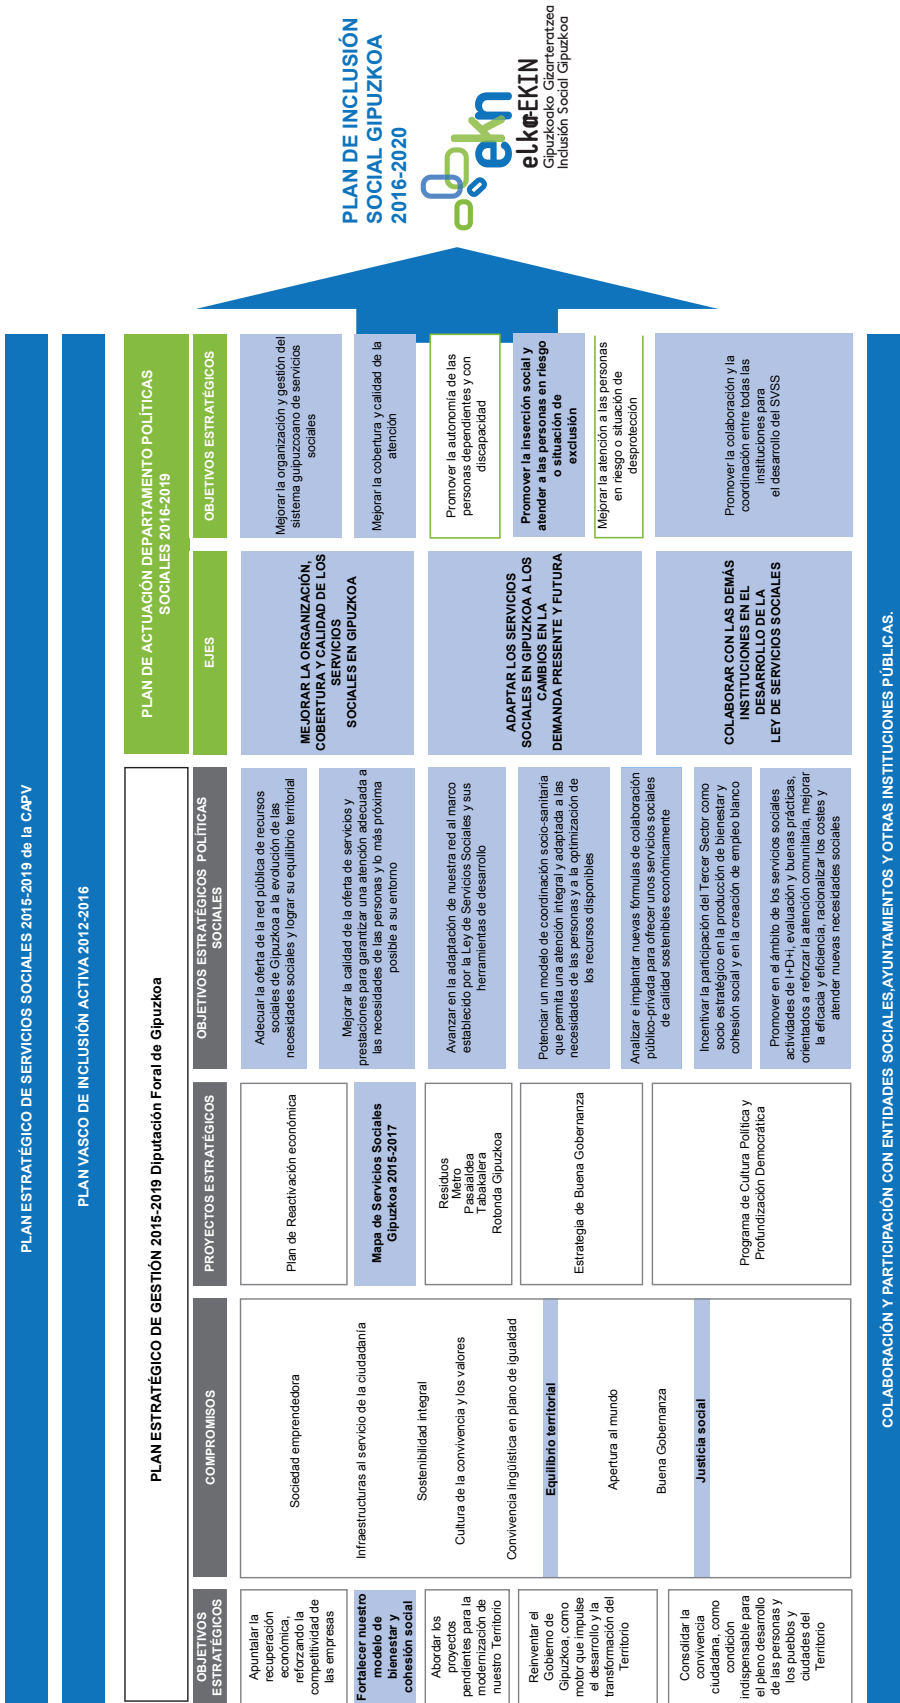 PLAN ESTRATÉGICO DE SERVICIOS SOCIALES 2015-2019 de la CAPV
PLAN VASCO DE INCLUSIÓN ACTIVA 2012-2016
PLAN ESTRATÉGICO DE GESTIÓN 2015-2019 Diputación Foral de Gipuzkoa
PLAN DE ACTUACIÓN DEPARTAMENTO POLÍTICAS
SOCIALES 2016-2019
OBJETIVOS
ESTRATÉGICOS
COMPROMISOS
PROYECTOS ESTRATÉGICOS
OBJETIVOS ESTRATÉGICOS POLÍTICAS
SOCIALES
EJES
OBJETIVOS ESTRATÉGICOS
Apuntalar la
recuperación
económica,
reforzando la
competitividad de
las empresas
Fortalecer nuestro
modelo de
bienestar y
cohesión social
Abordar los
proyectos
pendientes para la
modernización de
nuestro Territorio
Reinventar el
Gobierno de
Gipuzkoa, como
motor que impulse
el desarrollo y la
transformación del
Territorio
Consolidar la
convivencia
ciudadana, como
condición
indispensable para
el pleno desarrollo
de las personas y
los pueblos y
ciudades del
Territorio
Sociedad emprendedora
Infraestructuras al servicio de la ciudadanía
Sostenibilidad integral
Cultura de la convivencia y los valores
Convivencia lingüística en plano de igualdad
Equilibrio territorial
Apertura al mundo
Buena Gobernanza
Justicia social
Plan de Reactivación económica
Mapa de Servicios Sociales
Gipuzkoa 2015-2017
Residuos
Metro
Pasaialdea
Tabakalera
Rotonda Gipuzkoa
Estrategia de Buena Gobernanza
Programa de Cultura Política y
Profundización Democrática
Adecuar la oferta de la red pública de recursos
sociales de Gipuzkoa a la evolución de las
necesidades sociales y lograr su equilibrio territorial
Mejorar la calidad de la oferta de servicios y
prestaciones para garantizar una atención adecuada a
las necesidades de las personas y lo más próxima
posible a su entorno
Avanzar en la adaptación de nuestra red al marco
establecido por la Ley de Servicios Sociales y sus
herramientas de desarrollo
Potenciar un modelo de coordinación socio-sanitaria
que permita una atención integral y adaptada a las
necesidades de las personas y a la optimización de
los recursos disponibles
Analizar e implantar nuevas fórmulas de colaboración
público-privada para ofrecer unos servicios sociales
de calidad sostenibles económicamente
Incentivar la participación del Tercer Sector como
socio estratégico en la producción de bienestar y
cohesión social y en la creación de empleo blanco
Promover en el ámbito de los servicios sociales
actividades de I+D+i, evaluación y buenas prácticas,
orientados a reforzar la atención comunitaria, mejorar
la eficacia y eficiencia, racionalizar los costes y
atender nuevas necesidades sociales
MEJORAR LA ORGANIZACIÓN,
COBERTURA Y CALIDAD DE LOS
SERVICIOS
SOCIALES EN GIPUZKOA
ADAPTAR LOS SERVICIOS
SOCIALES EN GIPUZKOA A LOS
CAMBIOS EN LA
DEMANDA PRESENTE Y FUTURA
COLABORAR CON LAS DEMÁS
INSTITUCIONES EN EL
DESARROLLO DE LA
LEY DE SERVICIOS SOCIALES
Mejorar la organización y gestión del
sistema guipuzcoano de servicios
sociales
Mejorar la cobertura y calidad de la
atención
Promover la autonomía de las
personas dependientes y con
discapacidad
Promover la inserción social y
atender a las personas en riesgo
o situación de
exclusión
Mejorar la atención a las personas
en riesgo o situación de
desprotección
Promover la colaboración y la
coordinación entre todas las
instituciones para
el desarrollo del SVSS
COLABORACIÓN Y PARTICIPACIÓN CON ENTIDADES SOCIALES,AYUNTAMIENTOS Y OTRAS INSTITUCIONES PÚBLICAS.
PLAN DE INCLUSIÓN
SOCIAL GIPUZKOA
2016-2020
ekn
elkar-EKIN
Gipuzkoako Gizarteratzea
Inclusión Social Gipuzkoa